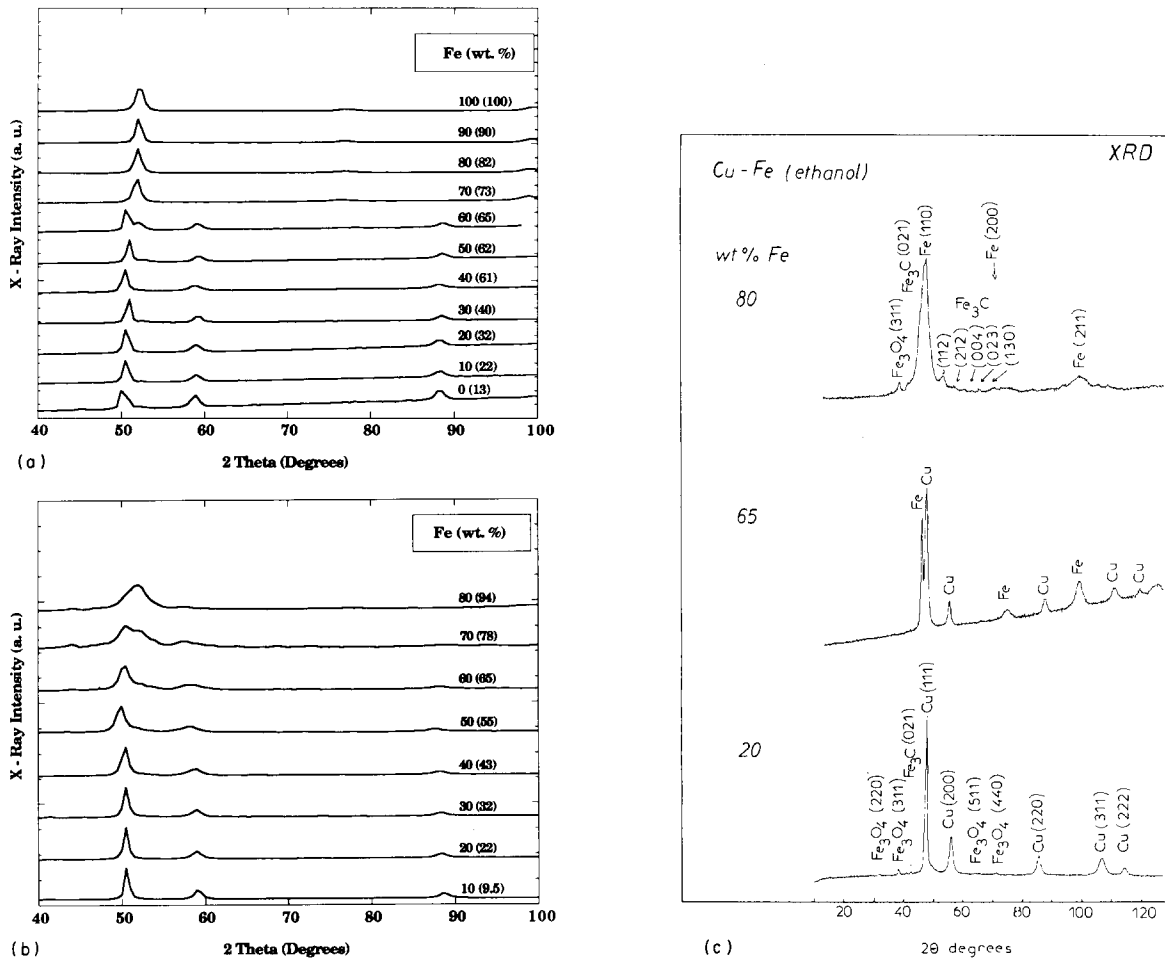 Fe (wt. %)
100 (100)
90 (90)
80 (82)
70 (73)
60 (65)
50 (62)
40 (61)
30 (40)
20 (32)
10 (22)
0 (13)
X - Ray Intensity (a. u.)
40 50 60 70 80 90 100
(a) 2 Theta (Degrees)
Fe (wt. %)
80 (94)
70 (78)
60 (65)
50 (55)
40 (43)
30 (32)
20 (22)
10 (9.5)
X - Ray Intensity (a. u.)
40 50 60 70 80 90 100
(b) 2 Theta (Degrees)
XRD
Cu - Fe (ethanol)
wt% Fe
80
Fe3O4 (311)
Fe3C (021)
Fe (110)
(112)
Fe3C
(212)
(004)
(023)
(130)
←Fe (200)
Fe (211)
65
Fe
Cu
Cu
Fe
Cu
Fe
Cu
Cu
20
Fe3O4 (220)
Fe3O4 (311)
Fe3C (021)
Cu (111)
Cu (200)
Fe3O4 (511)
Fe3O4 (440)
Cu (220)
Cu (311)
Cu (222)
20 40 60 80 100 120
(c) 2θ degrees